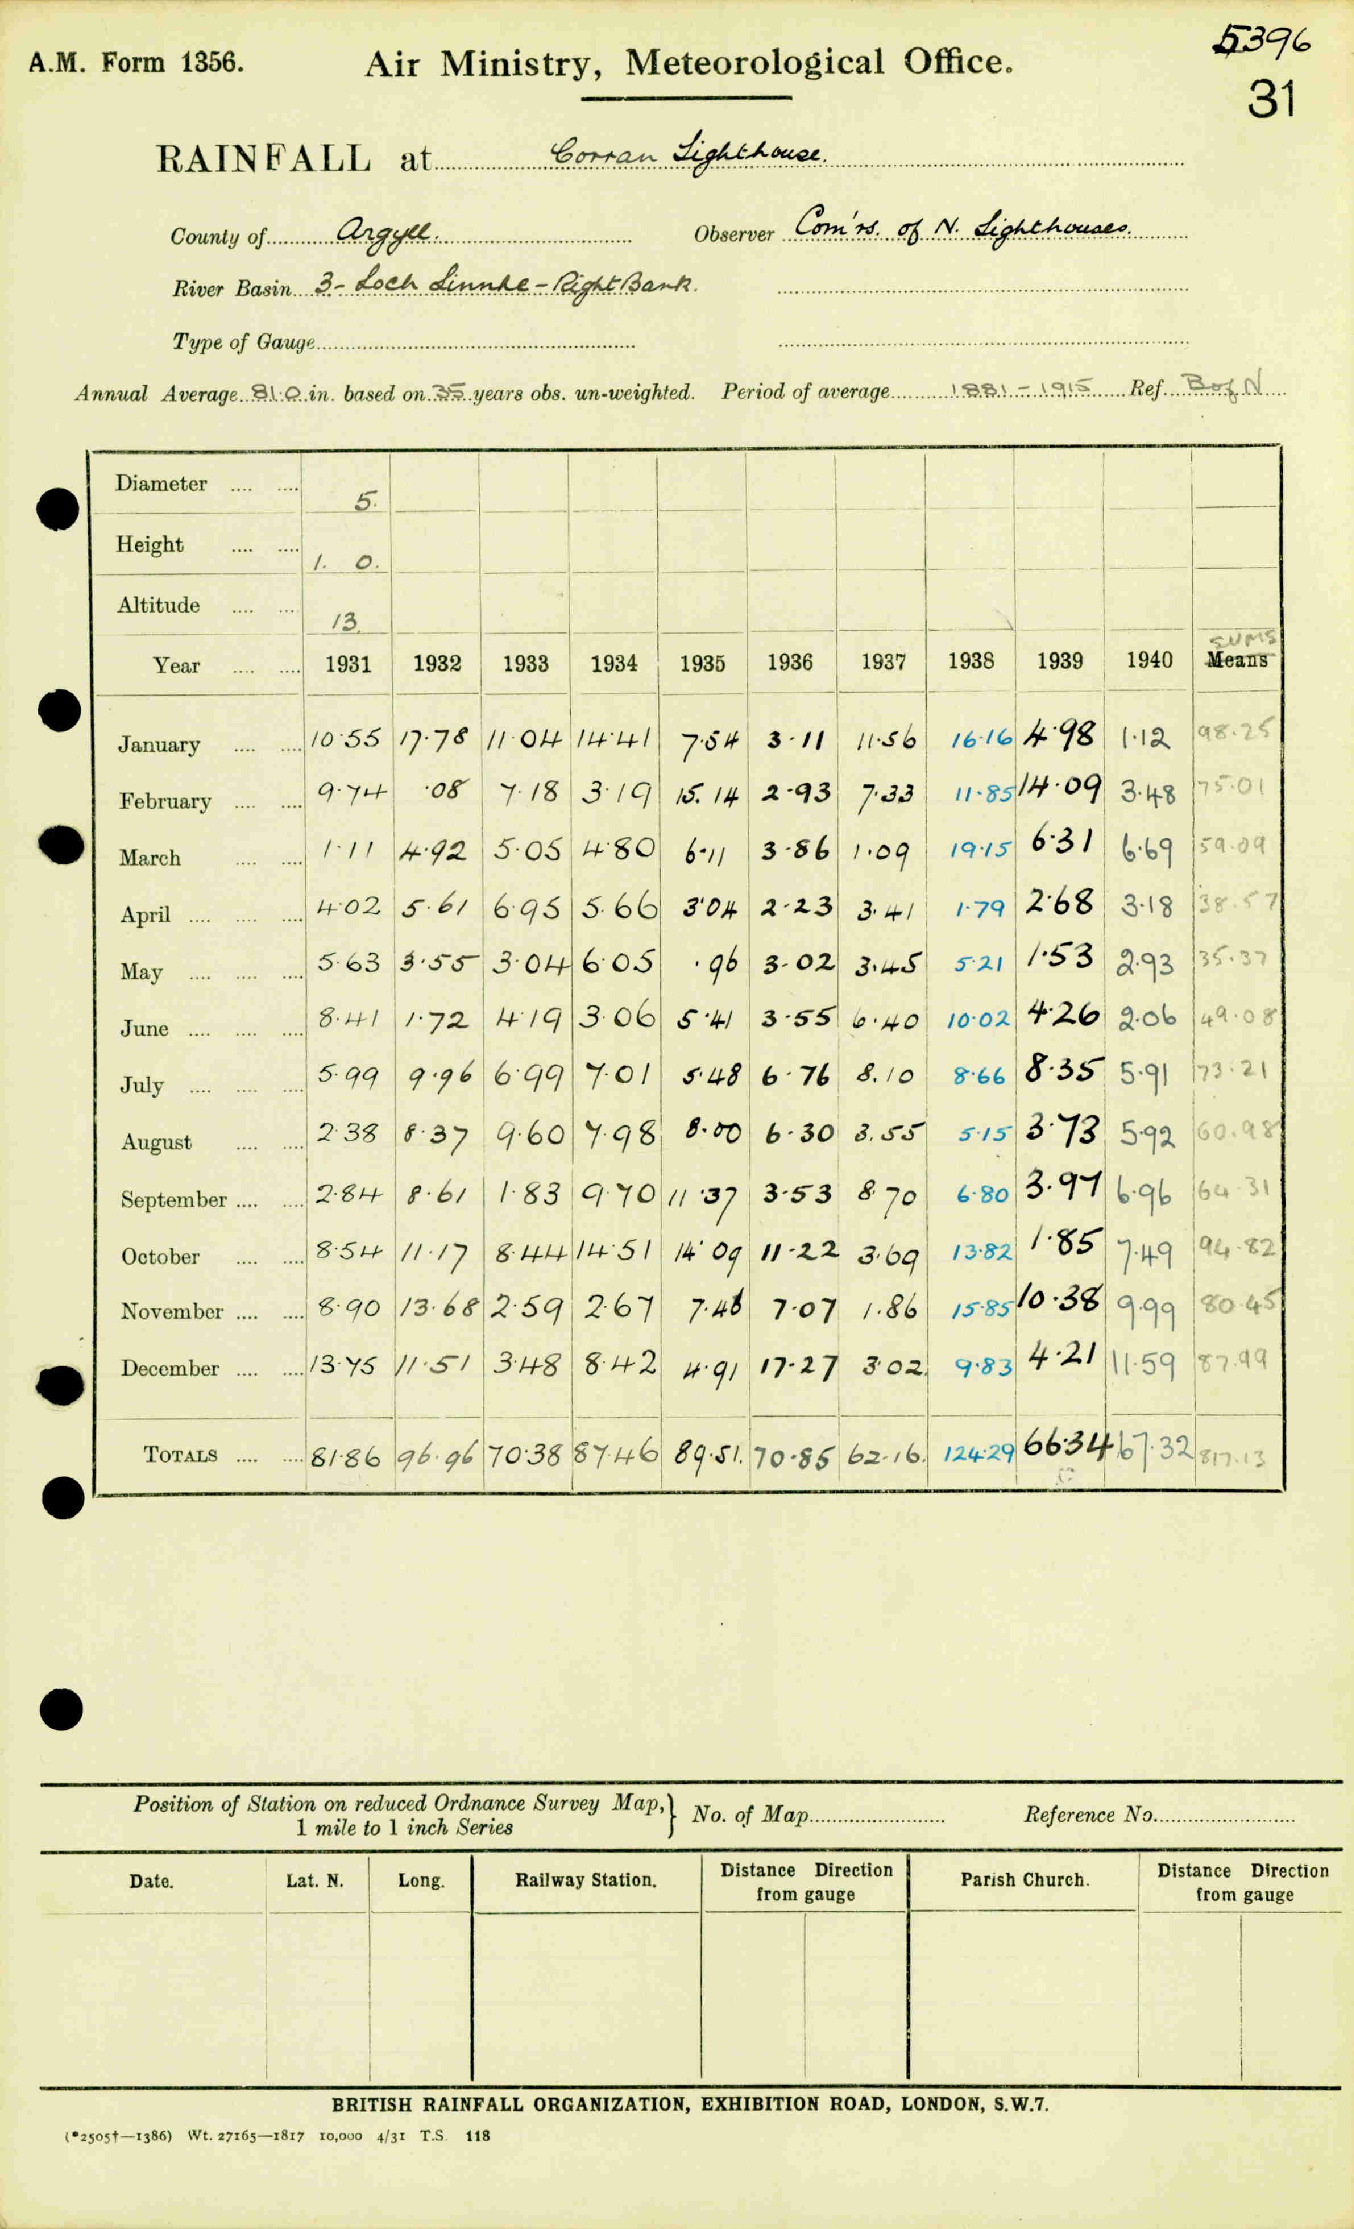 5396
A.M. Form 1356. Air Ministry, Meteorological Office.
31
RAINFALL at Corran Lighthouse.
County of Argyll. Observer Com'rs. of N. Lighthouses.
River Basin 3- Loch Linnhe - Right Bank.
Type of Gauge
Annual Average 81.0 in. based on 35 years obs. un-weighted. Period of average 1881-1915 Ref. B of N
Diameter 5.
Height 1. 0.
Altitude 13.
SUMS
Year 1931 1932 1933 1934 1935 1936 1937 1938 1939 1940 Means
January 10.55 17.78 11.04 14.41 7.54 3.11 11.56 16.16 4.98 1.12 98.25
February 9.74 .08 7.18 3.19 15.14 2.93 7.33 11.85 14.09 3.48 75.01
March 1.11 4.92 5.05 4.80 6.11 3.86 1.09 19.15 6.31 6.69 59.09
April 4.02 5.61 6.95 5.66 3.04 2.23 3.41 1.79 2.68 3.18 38.57
May 5.63 3.55 3.04 6.05 .96 3.02 3.45 5.21 1.53 2.93 35.37
June 8.41 1.72 4.19 3.06 5.41 3.55 6.40 10.02 4.26 2.06 49.08
July 5.99 9.96 6.99 7.01 5.48 6.76 8.10 8.66 8.35 5.91 73.21
August 2.38 8.37 9.60 7.98 8.00 6.30 3.55 5.15 3.73 5.92 60.98
September 2.84 8.61 1.83 9.70 11.37 3.53 8.70 6.80 3.97 6.96 64.31
October 8.54 11.17 8.44 14.51 14.09 11.22 3.69 13.82 1.85 7.49 94.82
November 8.90 13.68 2.59 2.67 7.46 7.07 1.86 15.85 10.38 9.99 80.45
December 13.75 11.51 3.48 8.42 4.91 17.27 3.02 9.83 4.21 11.59 87.99
TOTALS 81.86 96.96 70.38 87.46 89.51. 70.85 62.16. 124.29 66.34 67.32 817.13
Position of Station on reduced Ordnance Survey Map,} No. of Map Reference No.
1 mile to 1 inch Series
Date. Lat. N. Long. Railway Station. Distance Direction from gauge Parish Church. Distance Direction from gauge
BRITISH RAINFALL ORGANIZATION, EXHIBITION ROAD, LONDON, S.W.7.
(*2505†—1386) Wt. 27165—1817 10,000 4/31 T.S. 118